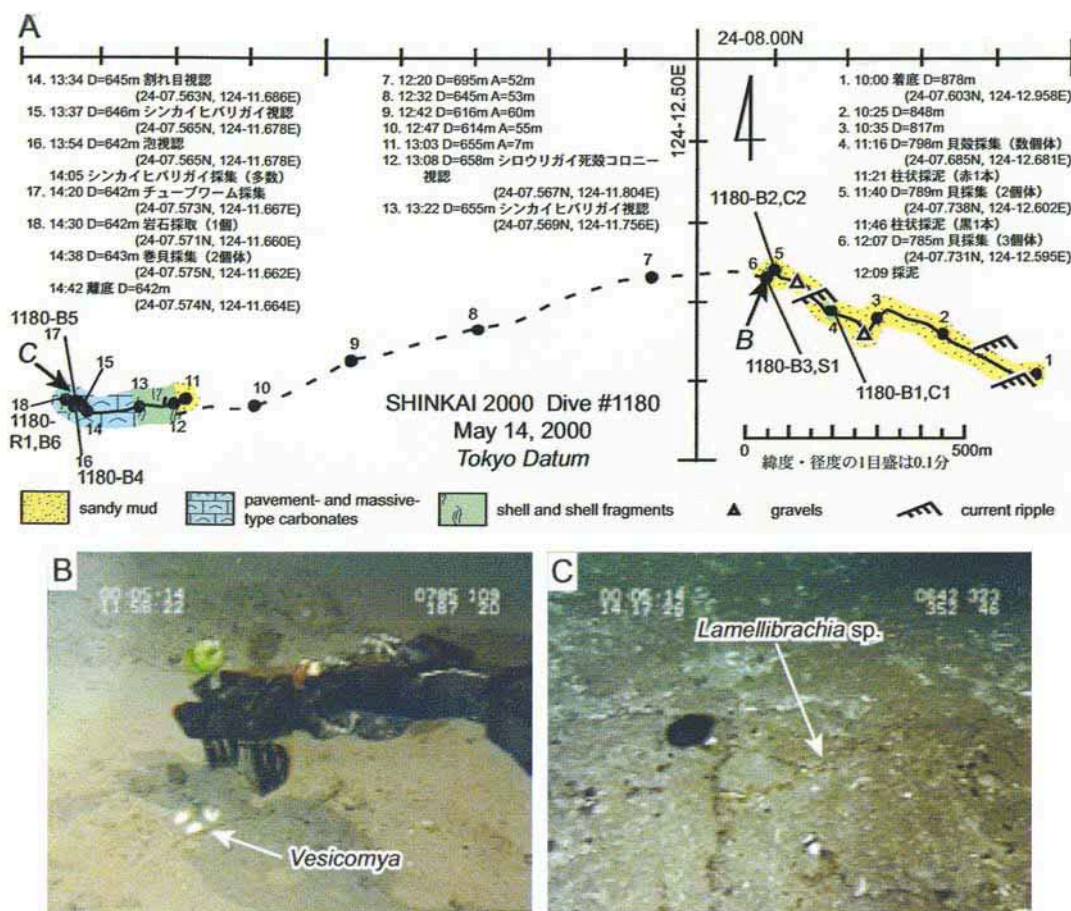 A
24-08.00N
124-12.50E
14. 13:34 D=645m 割れ目視認
(24-07.563N, 124-11.686E)
15. 13:37 D=646m シンカイヒバリガイ視認
(24-07.565N, 124-11.678E)
16. 13:54 D=642m 泡視認
(24-07.565N, 124-11.678E)
14:05 シンカイヒバリガイ採集（多数）
17. 14:20 D=642m チューブワーム採集
(24-07.573N, 124-11.667E)
18. 14:30 D=642m 岩石採取（1個）
(24-07.571N, 124-11.660E)
14:38 D=643m 巻貝採集（2個体）
(24-07.575N, 124-11.662E)
14:42 離底 D=642m
(24-07.574N, 124-11.664E)
7. 12:20 D=695m A=52m
8. 12:32 D=645m A=53m
9. 12:42 D=616m A=60m
10. 12:47 D=614m A=55m
11. 13:03 D=655m A=7m
12. 13:08 D=658m シロウリガイ死殻コロニー
視認
(24-07.567N, 124-11.804E)
13. 13:22 D=655m シンカイヒバリガイ視認
(24-07.569N, 124-11.756E)
1. 10:00 着底 D=878m
(24-07.603N, 124-12.958E)
2. 10:25 D=848m
3. 10:35 D=817m
4. 11:16 D=798m 貝殻採集（数個体）
(24-07.685N, 124-12.681E)
11:21 柱状採泥（赤1本）
5. 11:40 D=789m 貝採集（2個体）
(24-07.738N, 124-12.602E)
11:46 柱状採泥（黒1本）
6. 12:07 D=785m 貝採集（3個体）
(24-07.731N, 124-12.595E)
12:09 採泥
1180-B2,C2
7
6
5
4
3
2
1
B
1180-B3,S1
1180-B1,C1
8
9
10
1180-B5
17
C
15
13
11
18
14
12
1180-
R1,B6
16
1180-B4
SHINKAI 2000 Dive #1180
May 14, 2000
Tokyo Datum
0
500m
緯度・径度の1目盛は0.1分
sandy mud
pavement- and massive-
type carbonates
shell and shell fragments
gravels
current ripple
B
00:05:14
11:58:22
0785 109
187 20
Vesicomya
C
00:05:14
Lamellibrachia sp.